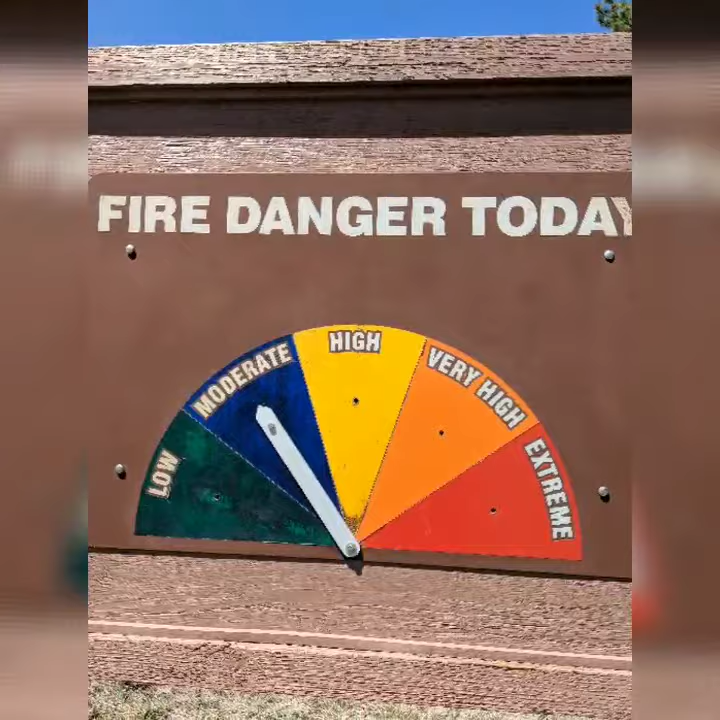 FIRE DANGER TODAY
LOW
MODERATE
HIGH
VERY HIGH
EXTREME